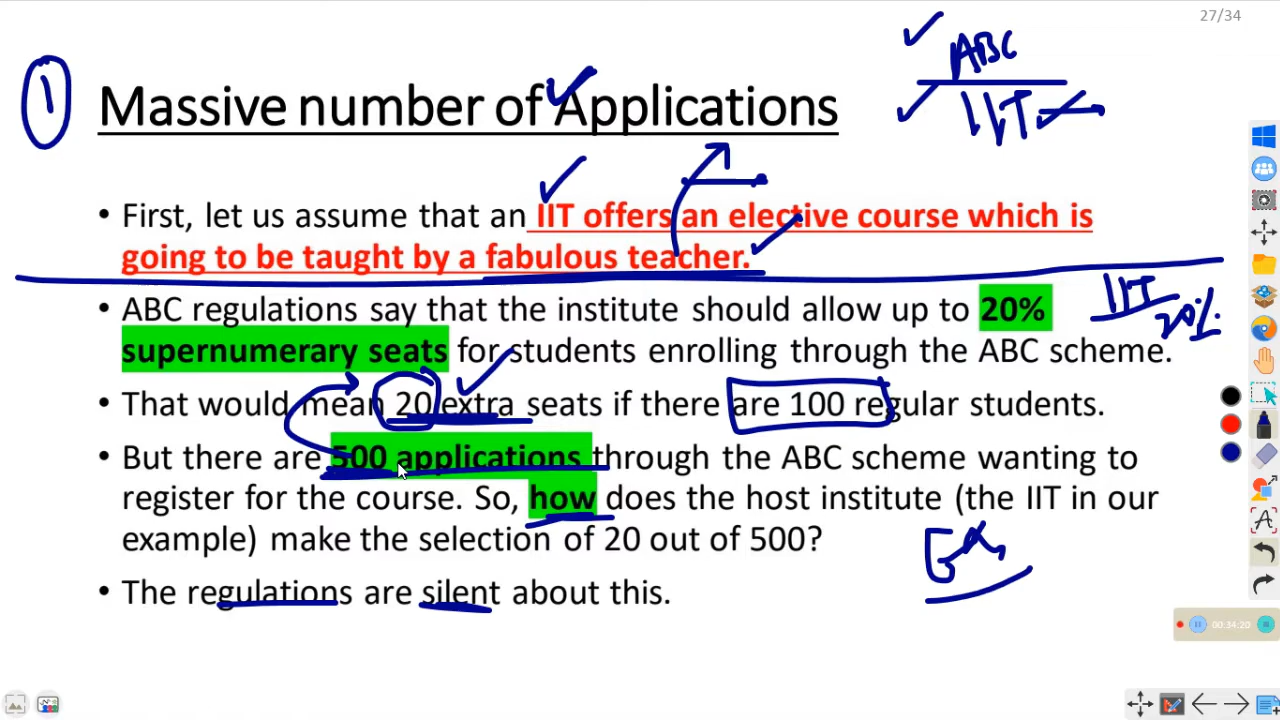 27/34
ABC
IIT
1
Massive number of Applications
• First, let us assume that an IIT offers an elective course which is
going to be taught by a fabulous teacher.
IIT
20%
• ABC regulations say that the institute should allow up to 20%
supernumerary seats for students enrolling through the ABC scheme.
• That would mean 20 extra seats if there are 100 regular students.
• But there are 500 applications through the ABC scheme wanting to
register for the course. So, how does the host institute (the IIT in our
example) make the selection of 20 out of 500?
• The regulations are silent about this.
00:34:20